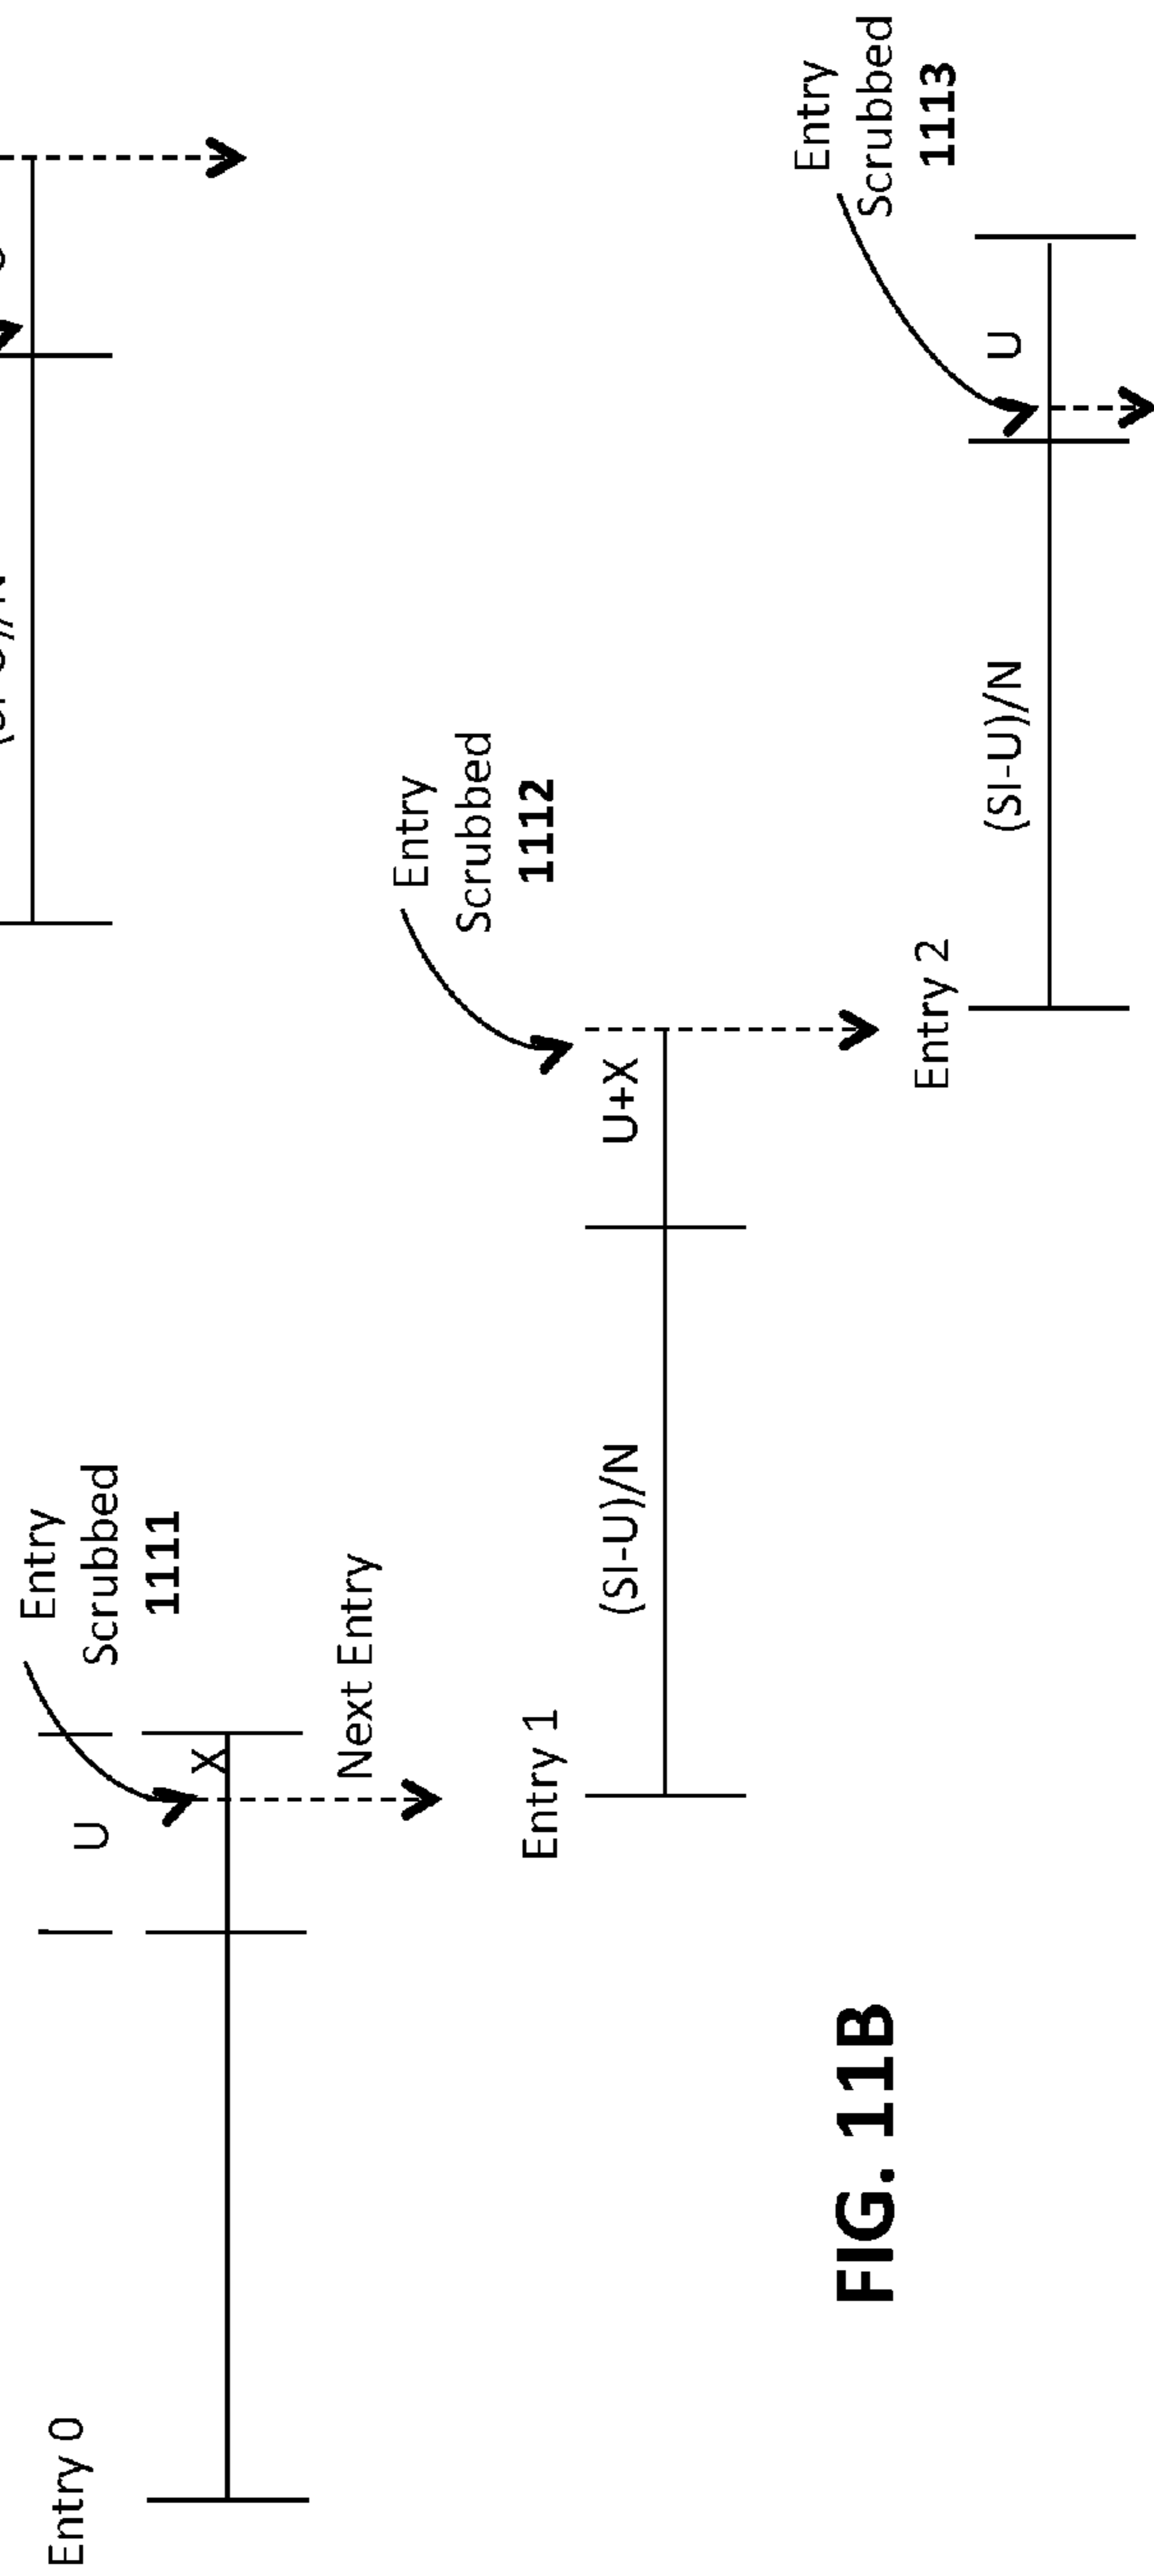 Entry 0
U
Entry
Scrubbed
1111
X
Next Entry
Entry 1
(SI-U)/N
U+X
Entry
Scrubbed
1112
Entry 2
(SI-U)/N
U
Entry
Scrubbed
1113
FIG. 11B